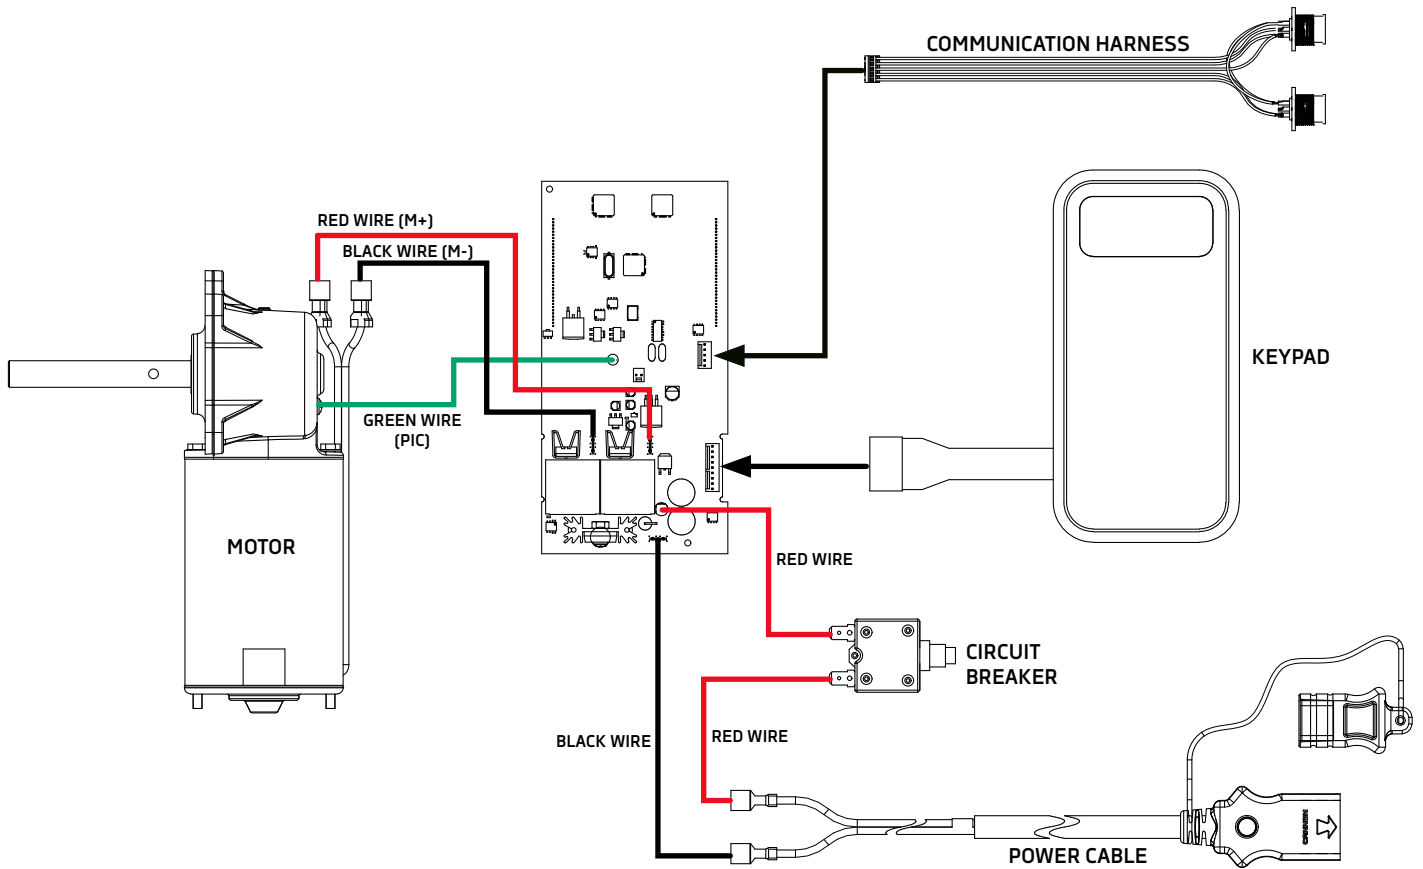 COMMUNICATION HARNESS
RED WIRE (M+)
BLACK WIRE (M-)
KEYPAD
GREEN WIRE
(PIC)
MOTOR
RED WIRE
CIRCUIT
BREAKER
BLACK WIRE
RED WIRE
CANNON
POWER CABLE